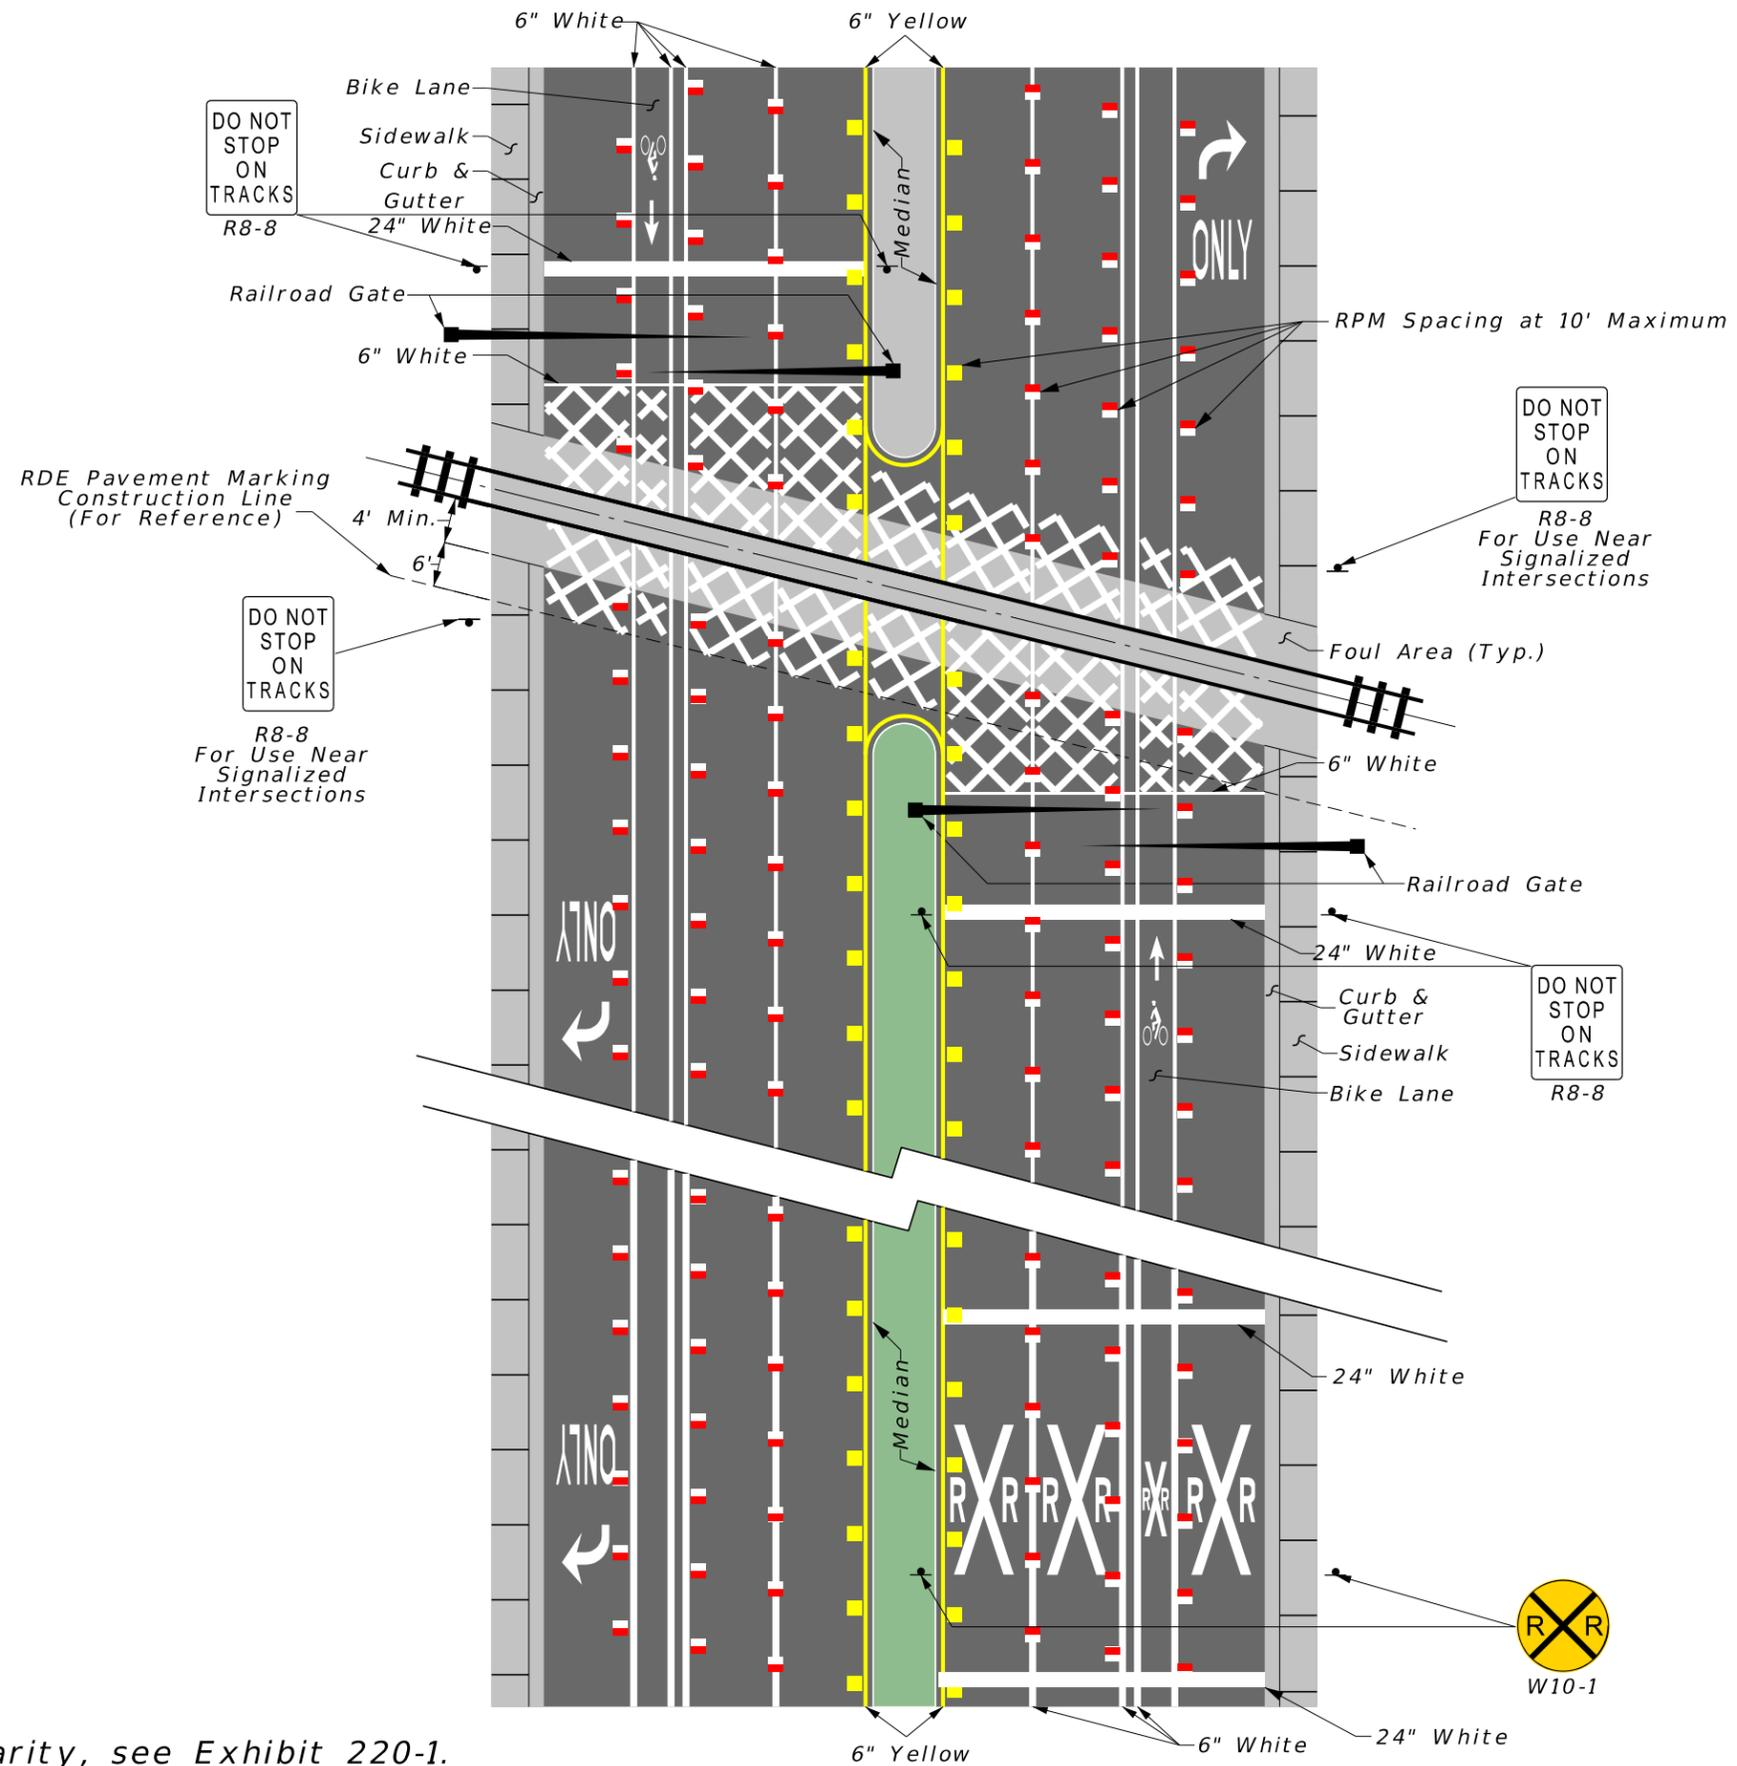 6" White
6" Yellow
Bike Lane
DO NOT
STOP
ON
TRACKS
R8-8
Sidewalk
Curb &
Gutter
24" White
Median
ONLY
Railroad Gate
RPM Spacing at 10' Maximum
6" White
DO NOT
STOP
ON
TRACKS
R8-8
For Use Near
Signalized
Intersections
RDE Pavement Marking
Construction Line
(For Reference)
4' Min.
6'
DO NOT
STOP
ON
TRACKS
R8-8
For Use Near
Signalized
Intersections
Foul Area (Typ.)
6" White
Railroad Gate
ONLY
24" White
DO NOT
STOP
ON
TRACKS
R8-8
Curb &
Gutter
Sidewalk
Bike Lane
24" White
Median
ONLY
R R
R R
R R
R R
R R
W10-1
24" White
6" White
6" Yellow
arity, see Exhibit 220-1.